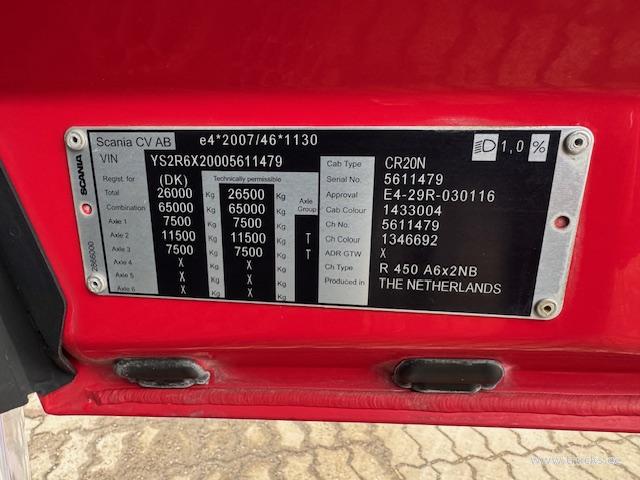 Scania CV AB e4*2007/46*1130 1,0 %
SCANIA
VIN YS2R6X20005611479
Regist. for (DK) Technically permissible
Total 26000 Kg 26500 Kg Axle Group
Combination 65000 Kg 65000 Kg
Axle 1 7500 Kg 7500 Kg
Axle 2 11500 Kg 11500 Kg T
Axle 3 7500 Kg 7500 Kg T
Axle 4 X Kg X Kg
Axle 5 X Kg X Kg
Axle 6 X Kg X Kg
2565000
Cab Type CR20N
Serial No. 5611479
Approval E4-29R-030116
Cab Colour 1433004
Ch No. 5611479
Ch Colour 1346692
ADR GTW X
Ch Type R 450 A6x2NB
Produced in THE NETHERLANDS